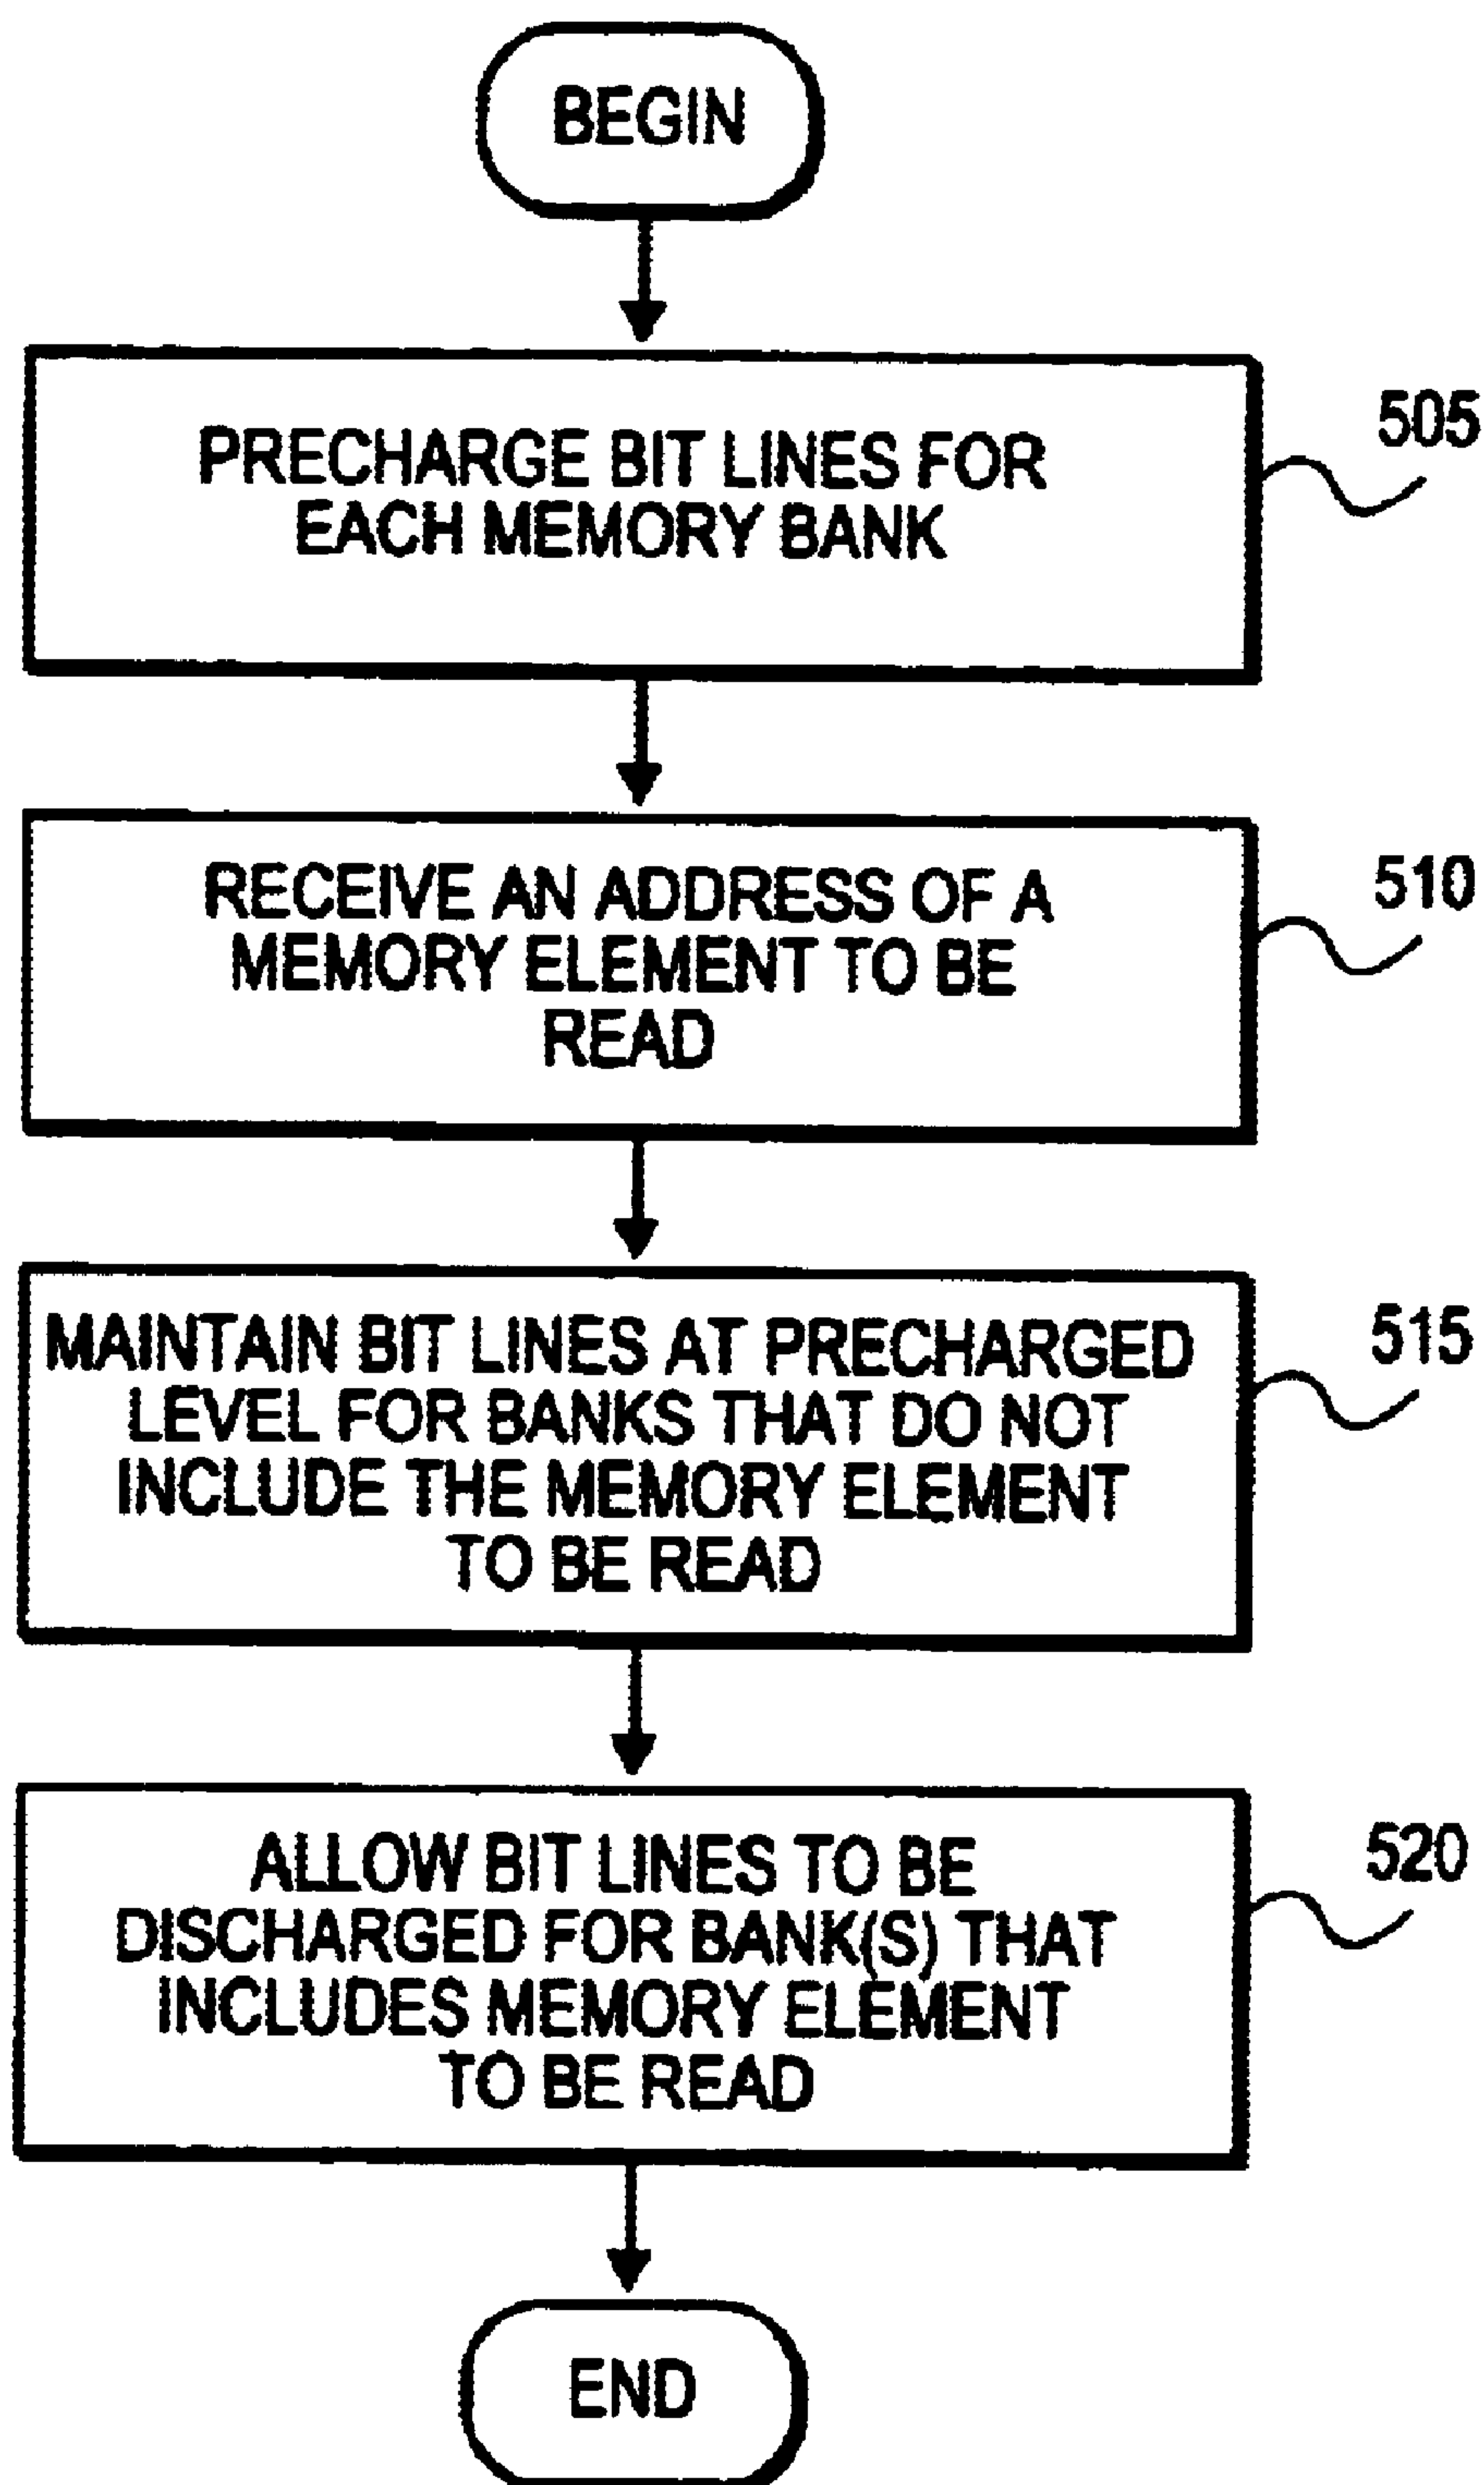 BEGIN
PRECHARGE BIT LINES FOR
EACH MEMORY BANK
505
RECEIVE AN ADDRESS OF A
MEMORY ELEMENT TO BE
READ
510
MAINTAIN BIT LINES AT PRECHARGED
LEVEL FOR BANKS THAT DO NOT
INCLUDE THE MEMORY ELEMENT
TO BE READ
515
ALLOW BIT LINES TO BE
DISCHARGED FOR BANK(S) THAT
INCLUDES MEMORY ELEMENT
TO BE READ
520
END